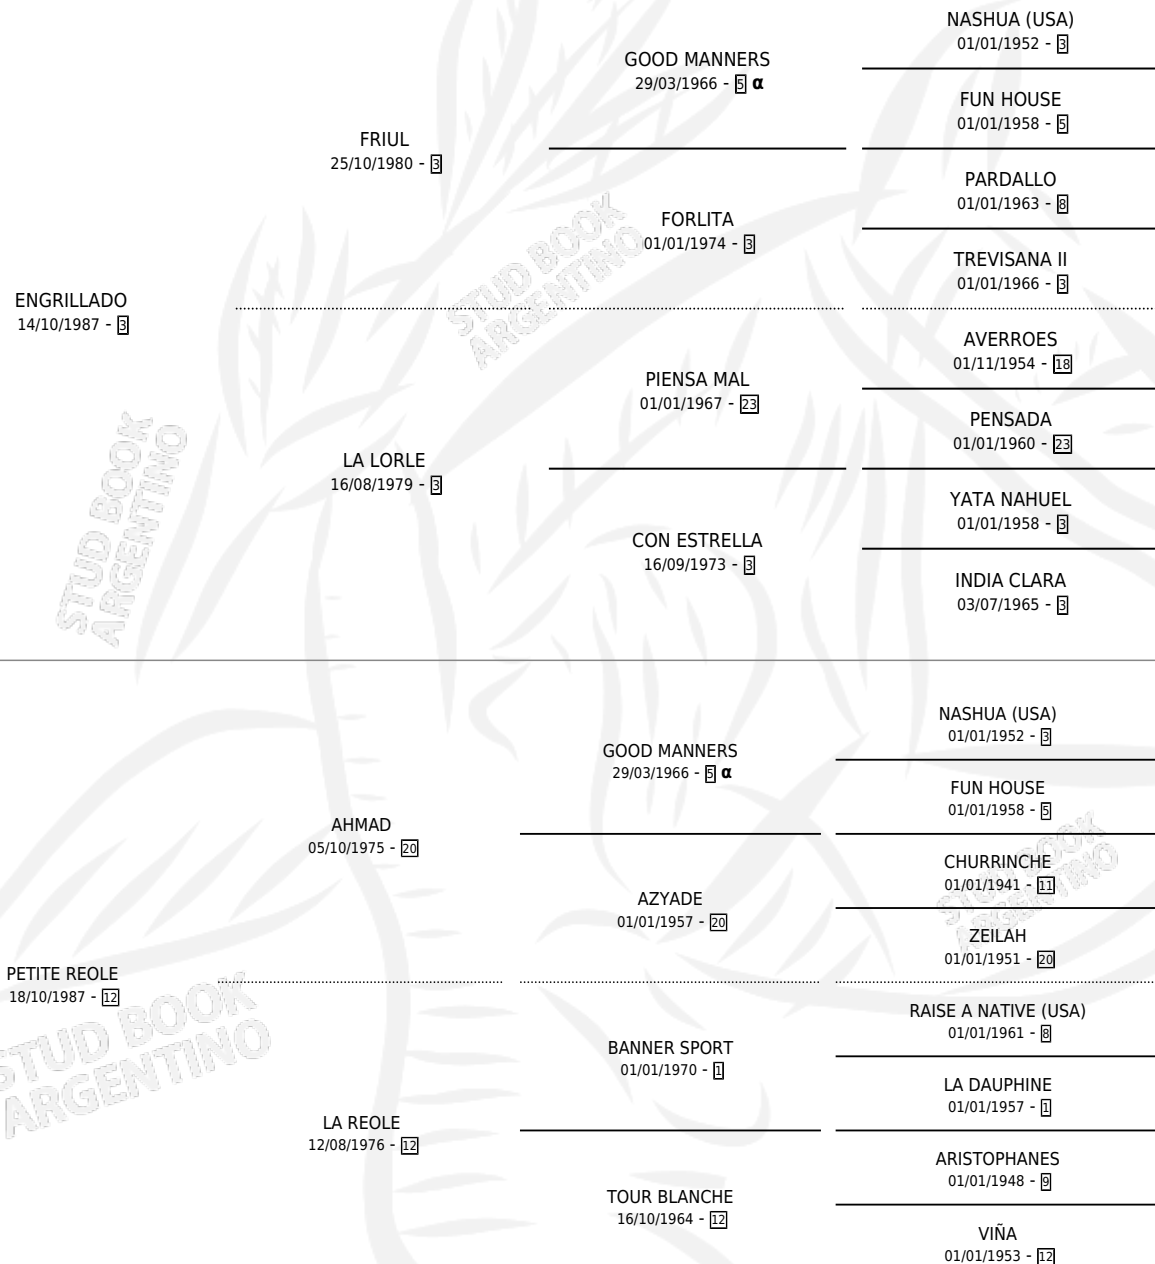 NASHUA (USA)
01/01/1952 - 3
GOOD MANNERS
29/03/1966 - 5 α
FUN HOUSE
01/01/1958 - 5
FRIUL
25/10/1980 - 3
PARDALLO
01/01/1963 - 8
FORLITA
01/01/1974 - 3
TREVISANA II
01/01/1966 - 3
ENGRILLADO
14/10/1987 - 3
AVERROES
01/11/1954 - 18
PIENSA MAL
01/01/1967 - 23
PENSADA
01/01/1960 - 23
LA LORLE
16/08/1979 - 3
YATA NAHUEL
01/01/1958 - 3
CON ESTRELLA
16/09/1973 - 3
INDIA CLARA
03/07/1965 - 3
STUD BOOK
ARGENTINO
STUD BOOK
ARGENTINO
NASHUA (USA)
01/01/1952 - 3
GOOD MANNERS
29/03/1966 - 5 α
FUN HOUSE
01/01/1958 - 5
AHMAD
05/10/1975 - 20
CHURRINCHE
01/01/1941 - 11
AZYADE
01/01/1957 - 20
ZEILAH
01/01/1951 - 20
PETITE REOLE
18/10/1987 - 12
RAISE A NATIVE (USA)
01/01/1961 - 8
BANNER SPORT
01/01/1970 - 1
LA DAUPHINE
01/01/1957 - 1
LA REOLE
12/08/1976 - 12
ARISTOPHANES
01/01/1948 - 9
TOUR BLANCHE
16/10/1964 - 12
VIÑA
01/01/1953 - 12
STUD BOOK
ARGENTINO
STUD BOOK
ARGENTINO